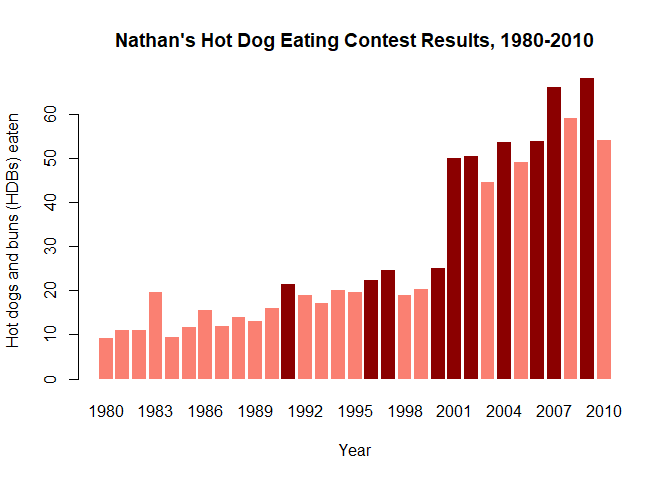 Nathan's Hot Dog Eating Contest Results, 1980-2010
Hot dogs and buns (HDBs) eaten
60
50
40
30
20
10
0
1980 1983 1986 1989 1992 1995 1998 2001 2004 2007 2010
Year